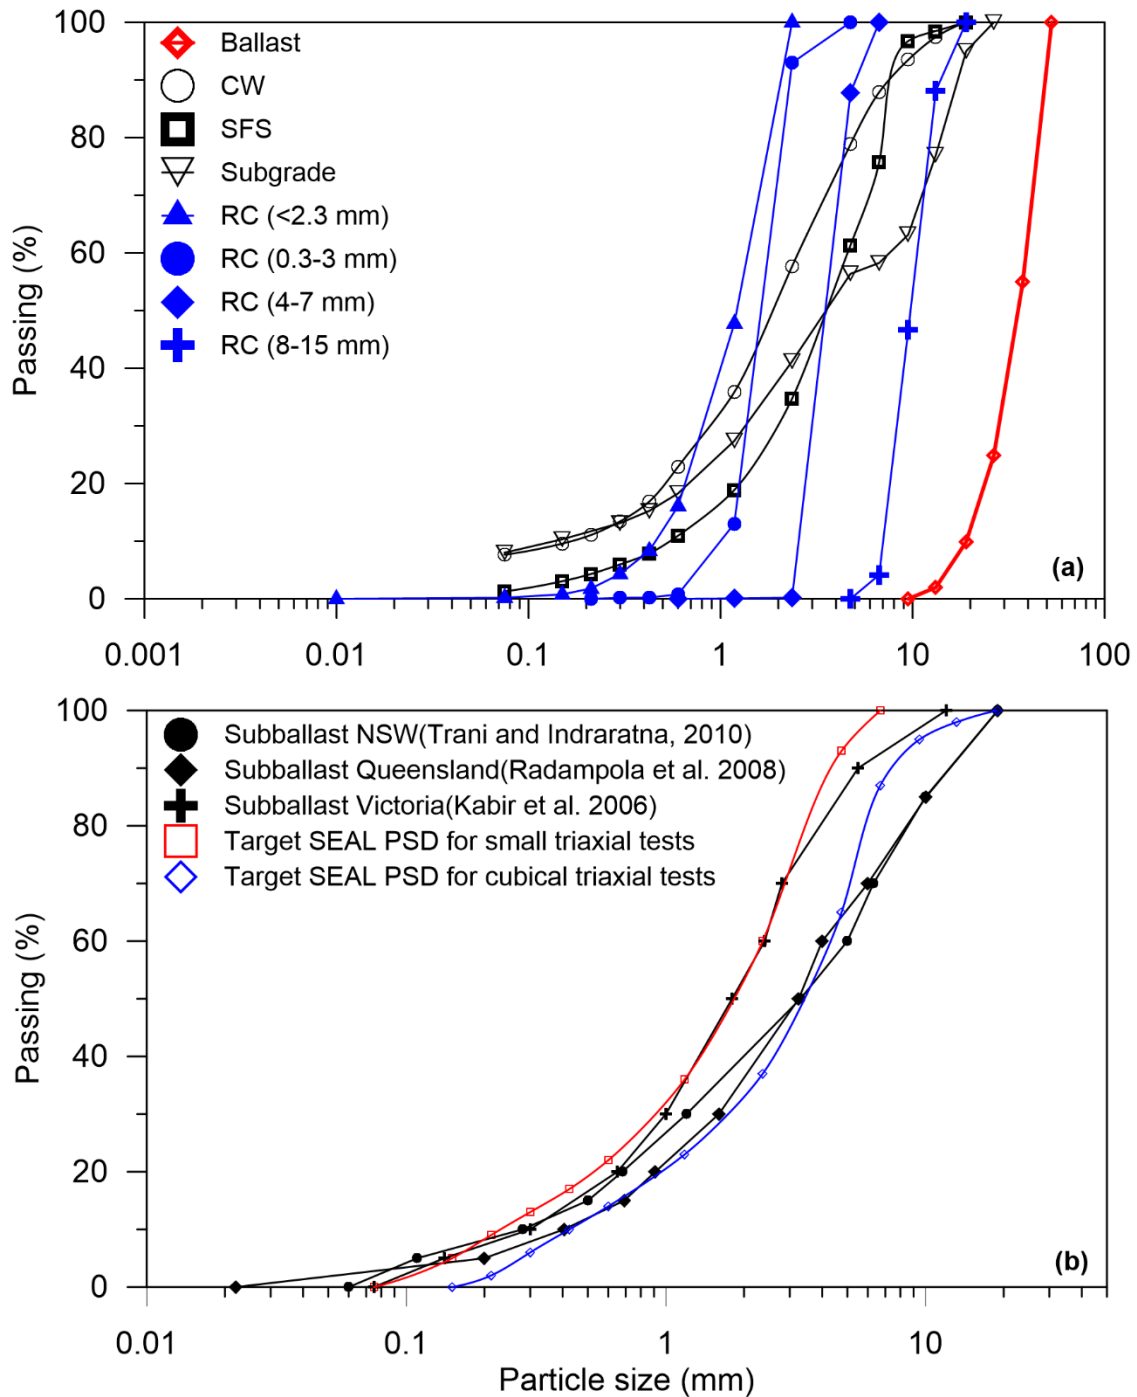 100
80
60
40
20
0
Passing (%)
Ballast
CW
SFS
Subgrade
RC (<2.3 mm)
RC (0.3-3 mm)
RC (4-7 mm)
RC (8-15 mm)
(a)
0.001 0.01 0.1 1 10 100
100
80
60
40
20
0
Passing (%)
Subballast NSW(Trani and Indraratna, 2010)
Subballast Queensland(Radampola et al. 2008)
Subballast Victoria(Kabir et al. 2006)
Target SEAL PSD for small triaxial tests
Target SEAL PSD for cubical triaxial tests
(b)
0.01 0.1 1 10
Particle size (mm)